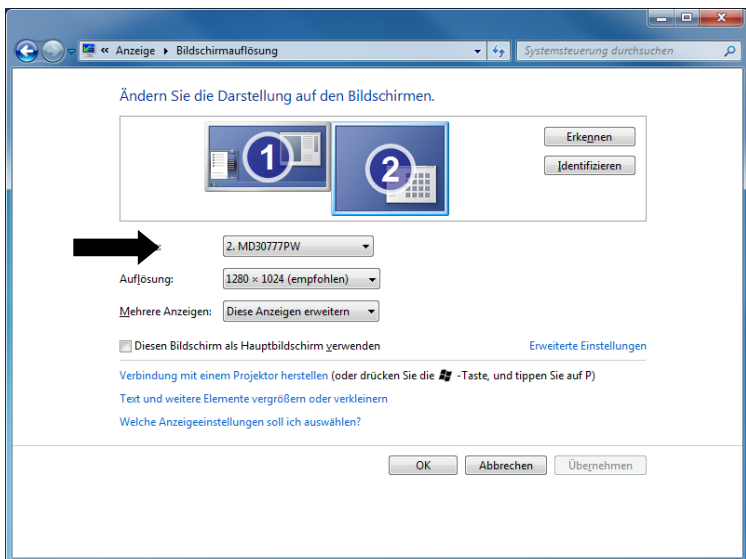 « Anzeige ▸ Bildschirmauflösung
Systemsteuerung durchsuchen
Ändern Sie die Darstellung auf den Bildschirmen.
1
2
Erkennen
Identifizieren
2. MD30777PW
Auflösung:
1280 × 1024 (empfohlen)
Mehrere Anzeigen:
Diese Anzeigen erweitern
Diesen Bildschirm als Hauptbildschirm verwenden
Erweiterte Einstellungen
Verbindung mit einem Projektor herstellen (oder drücken Sie die -Taste, und tippen Sie auf P)
Text und weitere Elemente vergrößern oder verkleinern
Welche Anzeigeeinstellungen soll ich auswählen?
OK
Abbrechen
Übernehmen